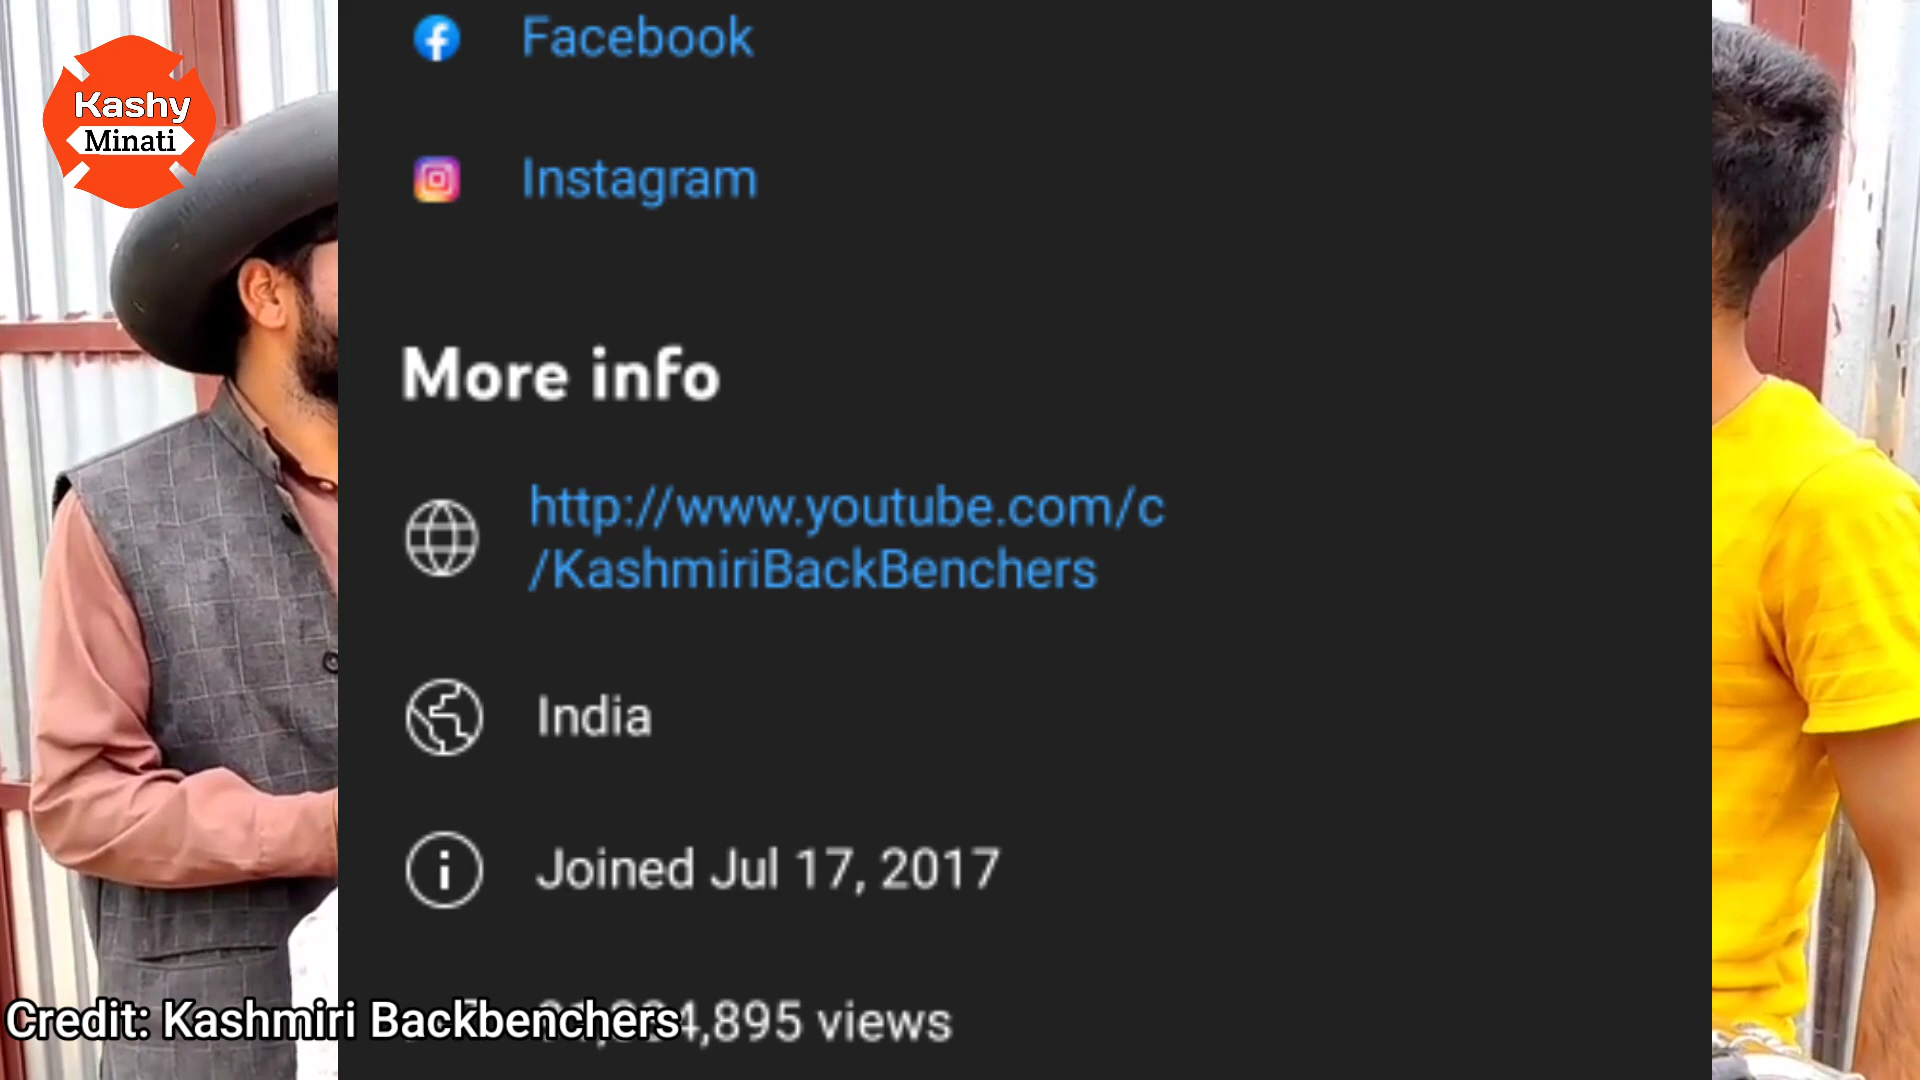 Kashy
Minati
Facebook
Instagram
More info
http://www.youtube.com/c
/KashmiriBackBenchers
India
Joined Jul 17, 2017
4,895 views
Credit: Kashmiri Backbenchers